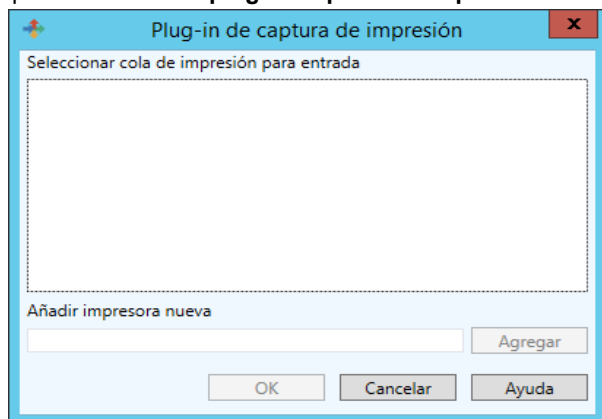 Plug-in de captura de impresión
Seleccionar cola de impresión para entrada
Añadir impresora nueva
Agregar
OK Cancelar Ayuda